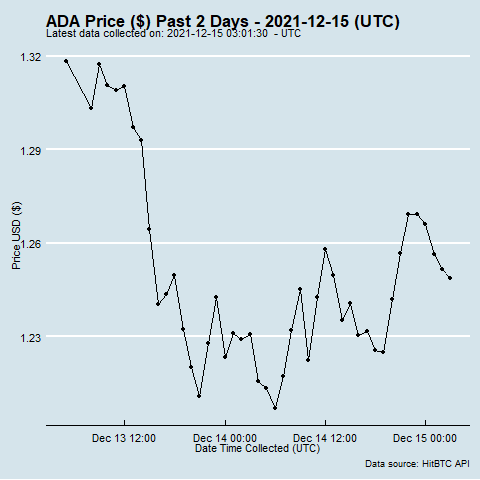 ADA Price ($) Past 2 Days - 2021-12-15 (UTC)
Latest data collected on: 2021-12-15 03:01:30 - UTC
1.32
1.29
1.26
1.23
Price USD ($)
Dec 13 12:00 Dec 14 00:00 Dec 14 12:00 Dec 15 00:00
Date Time Collected (UTC)
Data source: HitBTC API